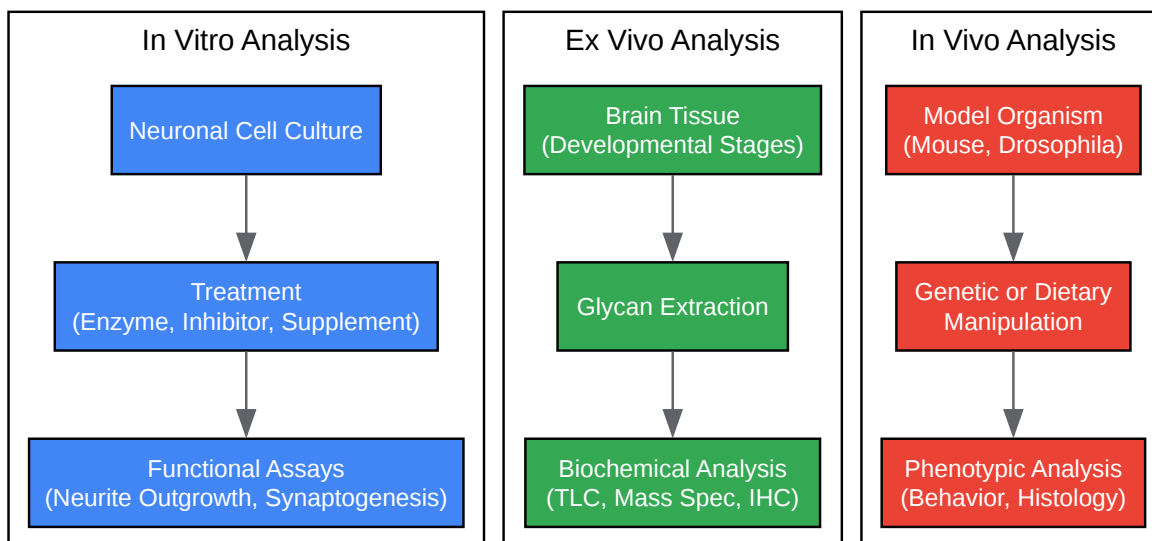 In Vitro Analysis
Neuronal Cell Culture
Treatment
(Enzyme, Inhibitor, Supplement)
Functional Assays
(Neurite Outgrowth, Synaptogenesis)
Ex Vivo Analysis
Brain Tissue
(Developmental Stages)
Glycan Extraction
Biochemical Analysis
(TLC, Mass Spec, IHC)
In Vivo Analysis
Model Organism
(Mouse, Drosophila)
Genetic or Dietary
Manipulation
Phenotypic Analysis
(Behavior, Histology)